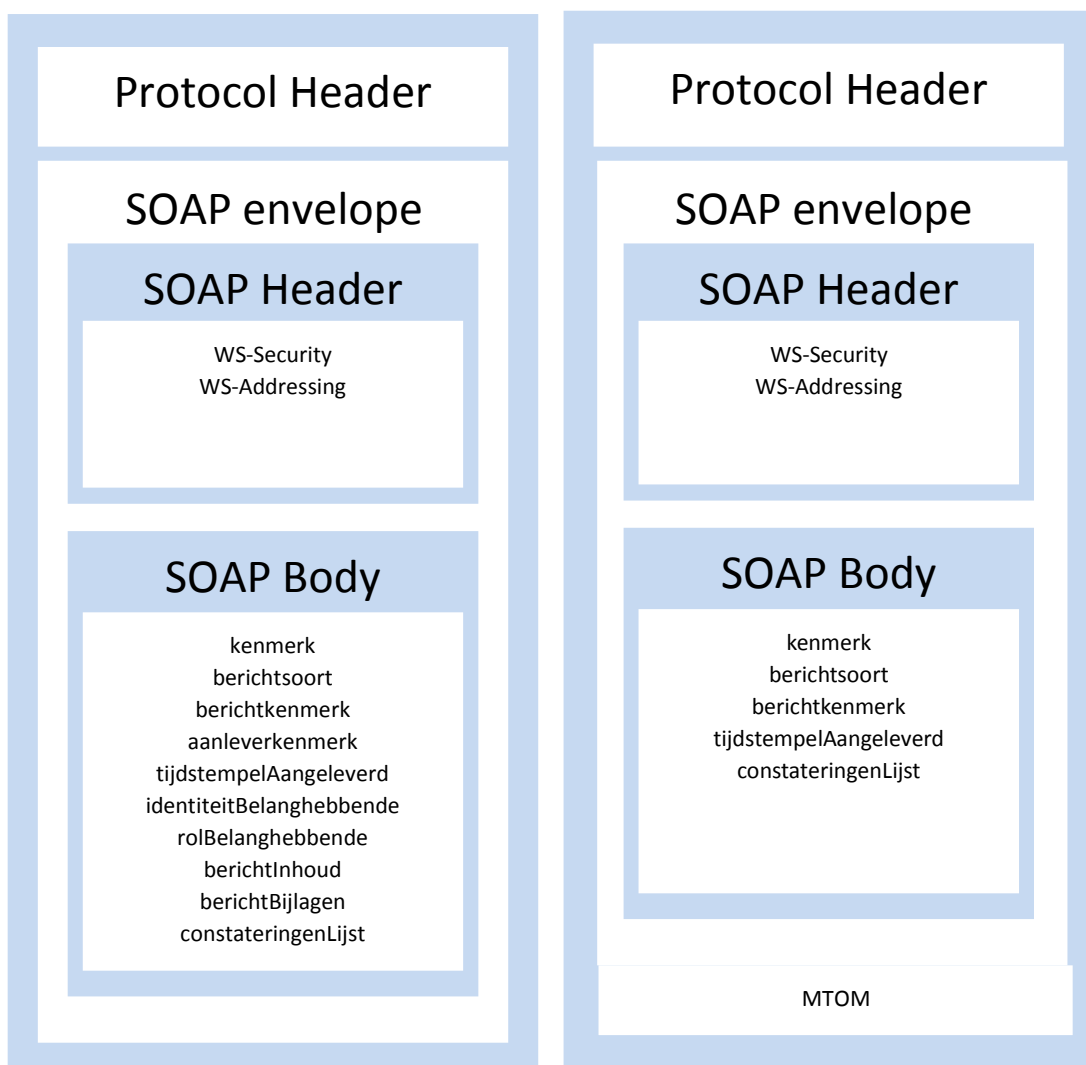 Protocol Header
SOAP envelope
SOAP Header
WS-Security
WS-Addressing
SOAP Body
kenmerk
berichtsoort
berichtkenmerk
aanleverkenmerk
tijdstempelAangeleverd
identiteitBelanghebbende
rolBelanghebbende
berichtInhoud
berichtBijlagen
constateringenLijst
Protocol Header
SOAP envelope
SOAP Header
WS-Security
WS-Addressing
SOAP Body
kenmerk
berichtsoort
berichtkenmerk
tijdstempelAangeleverd
constateringenLijst
MTOM